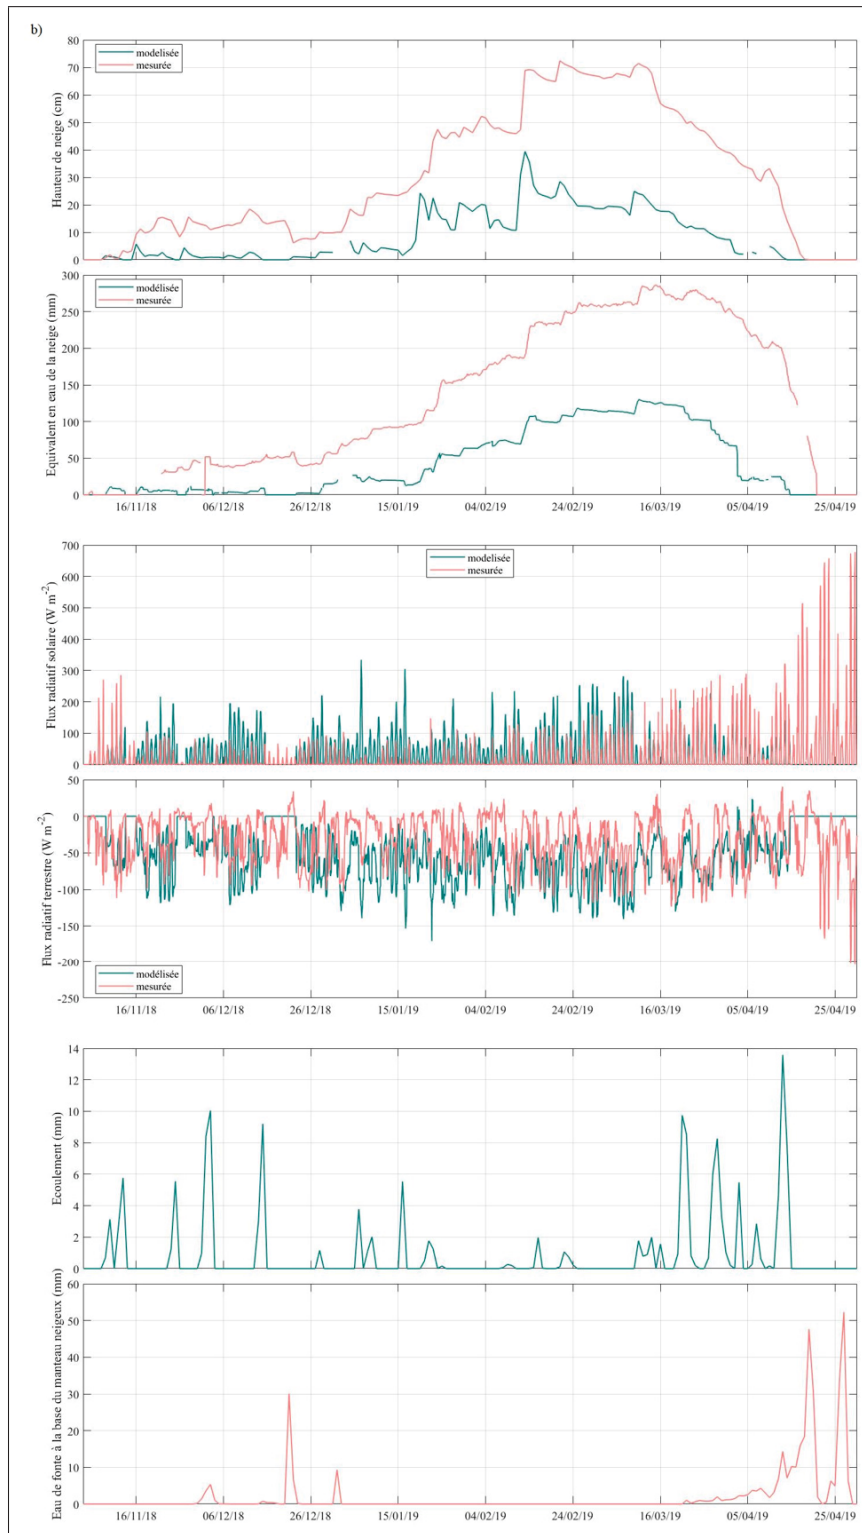 b)
80
70
60
50
40
30
20
10
0
Hauteur de neige (cm)
modelisée
mesurée
300
250
200
150
100
50
0
Equivalent en eau de la neige (mm)
modélisée
mesurée
16/11/18 06/12/18 26/12/18 15/01/19 04/02/19 24/02/19 16/03/19 05/04/19 25/04/19
700
600
500
400
300
200
100
0
Flux radiatif solaire (W m-2)
modelisée
mesurée
50
0
-50
-100
-150
-200
-250
Flux radiatif terrestre (W m-2)
modélisée
mesurée
16/11/18 06/12/18 26/12/18 15/01/19 04/02/19 24/02/19 16/03/19 05/04/19 25/04/19
14
12
10
8
6
4
2
0
Ecoulement (mm)
60
50
40
30
20
10
0
Eau de fonte à la base du manteau neigeux (mm)
16/11/18 06/12/18 26/12/18 15/01/19 04/02/19 24/02/19 16/03/19 05/04/19 25/04/19